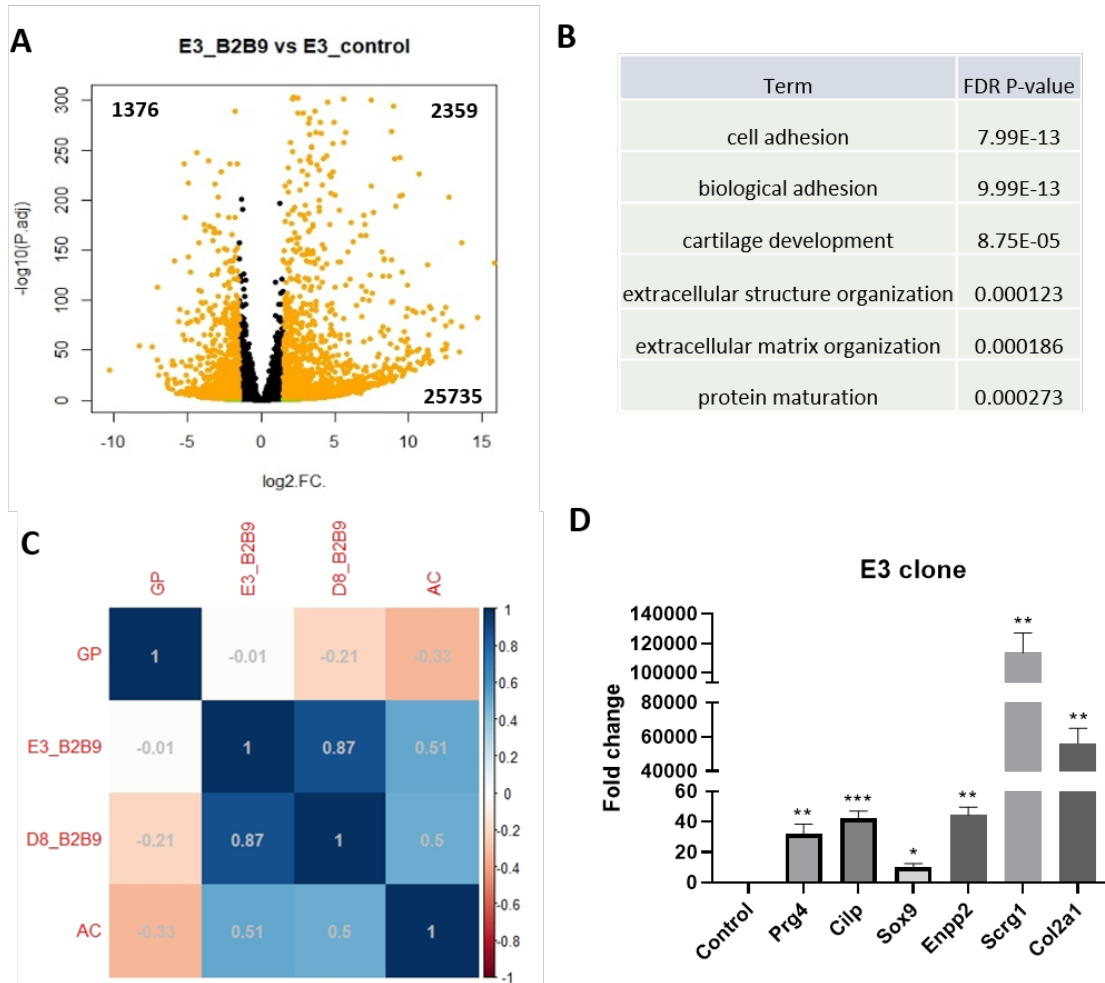 A
E3_B2B9 vs E3_control
1376
2359
25735
300
250
200
150
100
50
0
-log10(P.adj)
-10 -5 0 5 10 15
log2.FC.
B
Term FDR P-value
cell adhesion 7.99E-13
biological adhesion 9.99E-13
cartilage development 8.75E-05
extracellular structure organization 0.000123
extracellular matrix organization 0.000186
protein maturation 0.000273
C
GP E3_B2B9 D8_B2B9 AC
GP 1 -0.01 -0.21 -0.33
E3_B2B9 -0.01 1 0.87 0.51
D8_B2B9 -0.21 0.87 1 0.5
AC -0.33 0.51 0.5 1
1
0.8
0.6
0.4
0.2
0
-0.2
-0.4
-0.6
-0.8
-1
D
E3 clone
Fold change
140000
120000
100000
80000
60000
40000
60
40
20
0
** *** * ** ** **
Control Prg4 Cilp Sox9 Enpp2 Scrg1 Col2a1